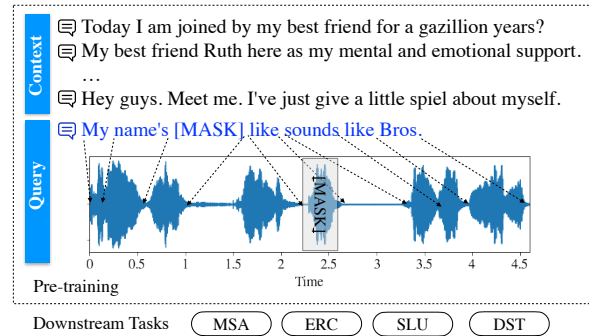 Context
Today I am joined by my best friend for a gazillion years?
My best friend Ruth here as my mental and emotional support.
...
Hey guys. Meet me. I've just give a little spiel about myself.
Query
My name's [MASK] like sounds like Bros.
[MASK]
0 0.5 1 1.5 2 2.5 3 3.5 4 4.5
Time
Pre-training
Downstream Tasks MSA ERC SLU DST